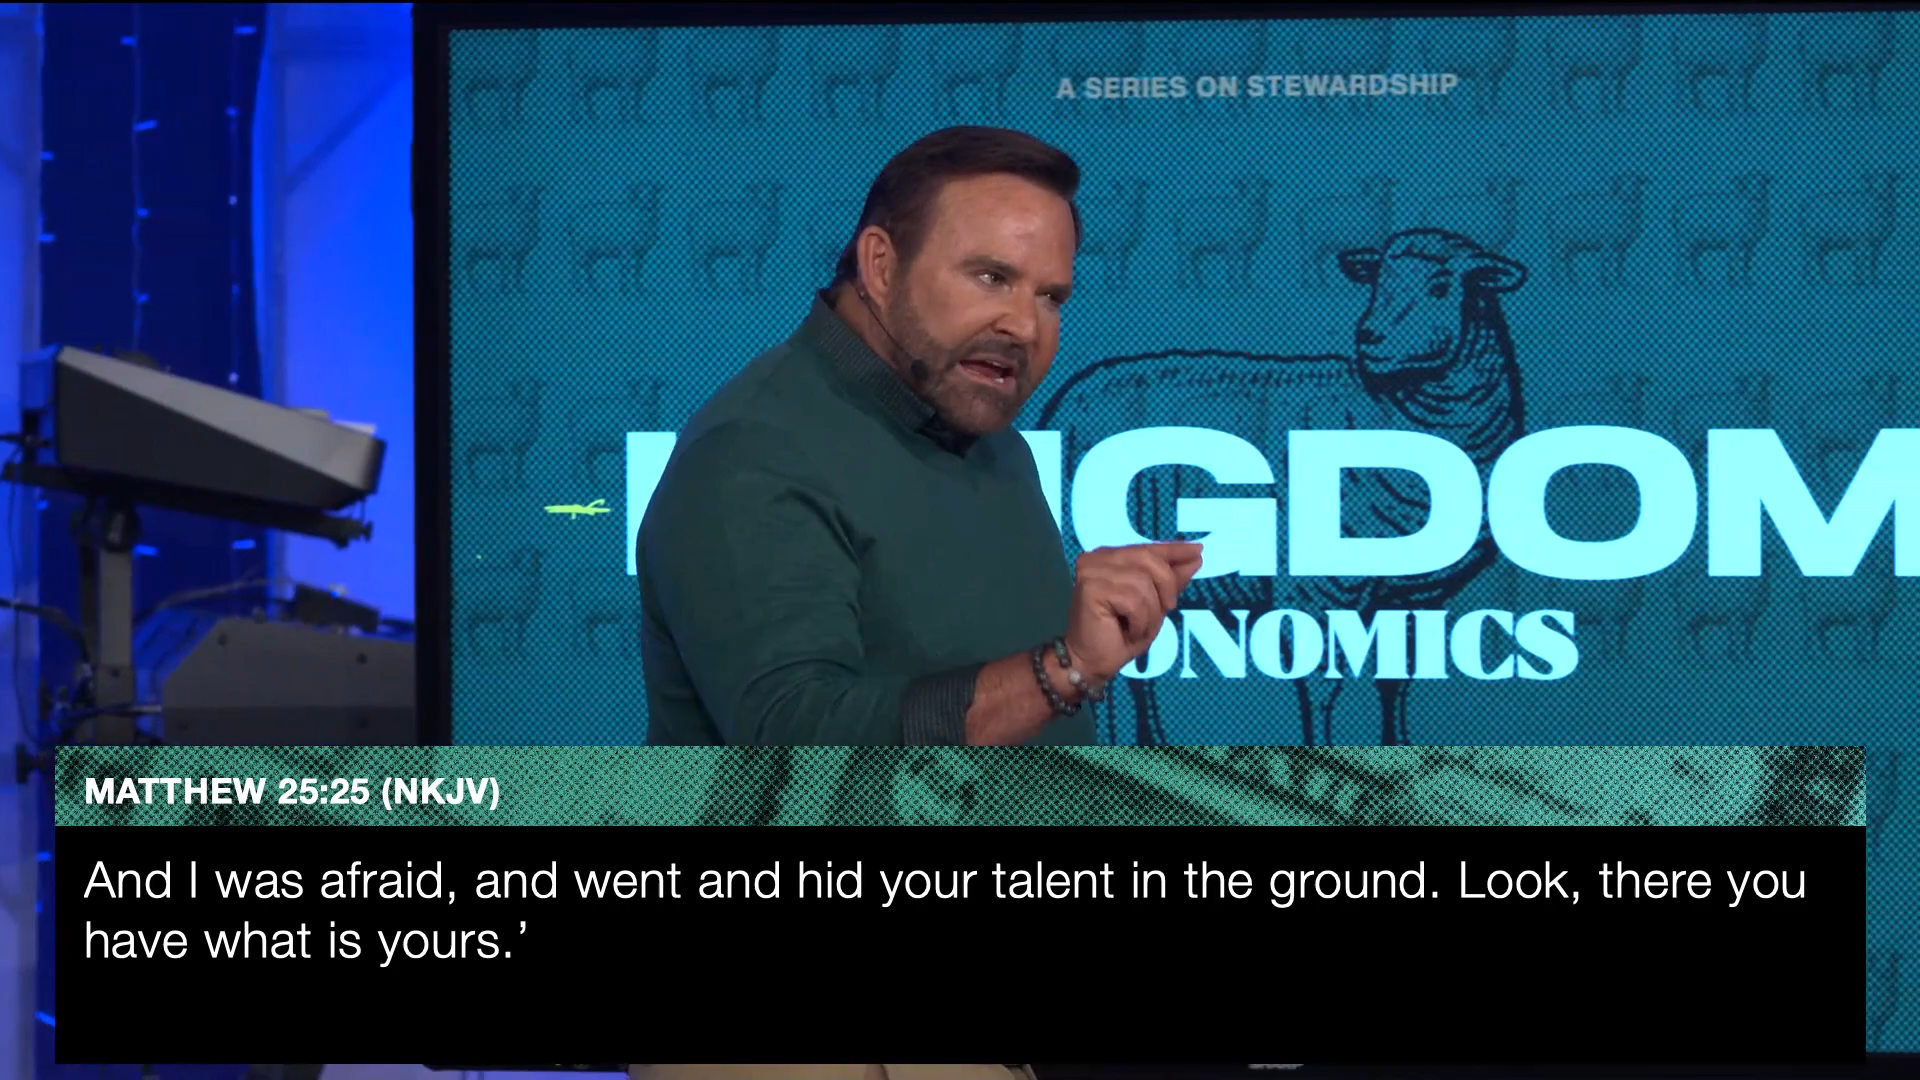 A SERIES ON STEWARDSHIP
GDOM
ONOMICS
MATTHEW 25:25 (NKJV)
And I was afraid, and went and hid your talent in the ground. Look, there you
have what is yours.’